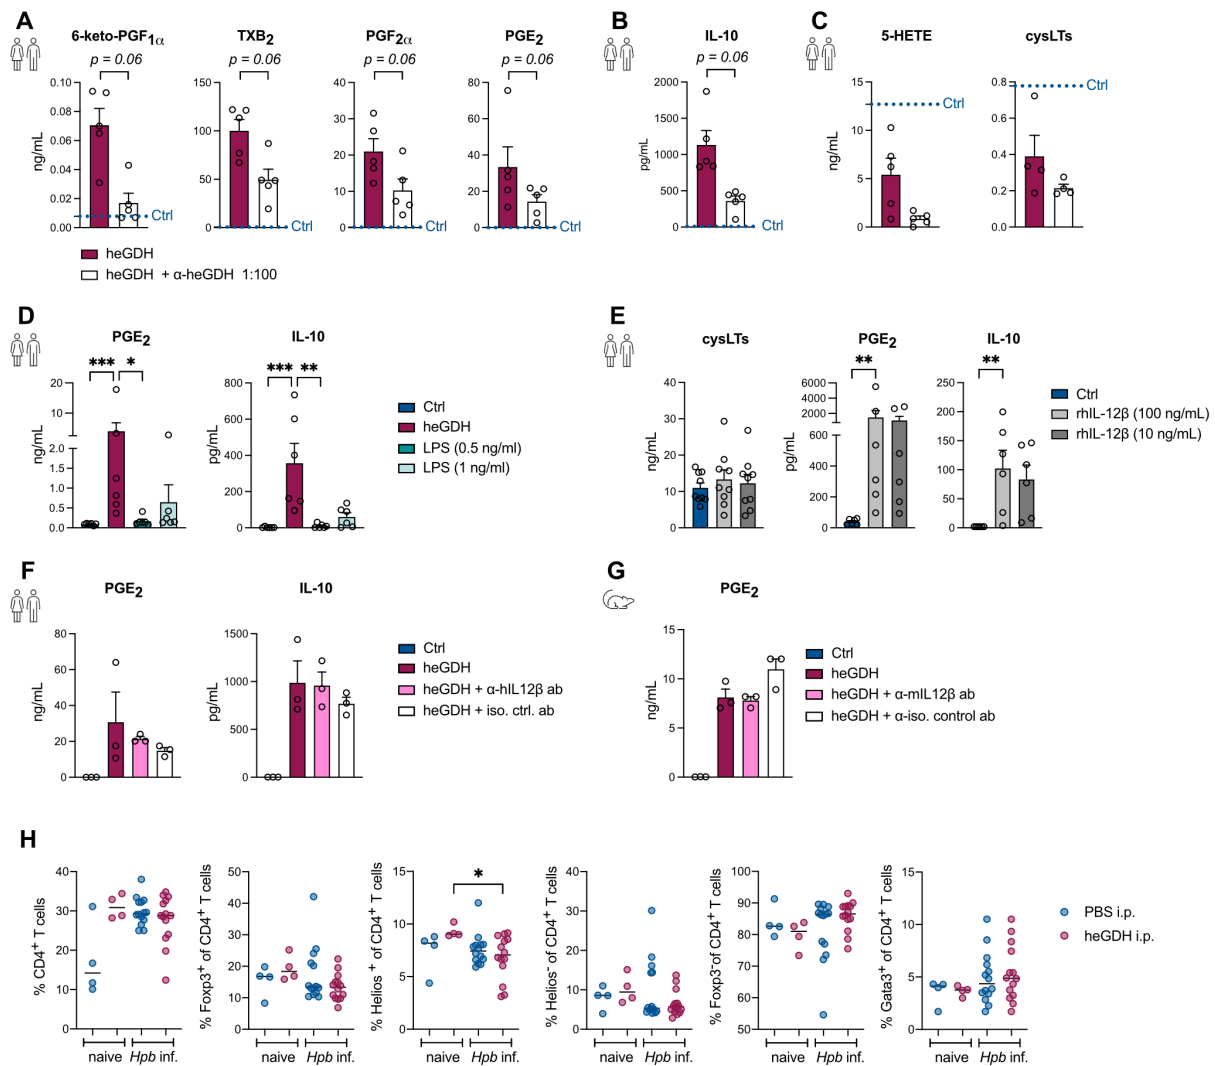 A
6-keto-PGF1α
TXB2
PGF2α
PGE2
p = 0.06
p = 0.06
p = 0.06
p = 0.06
ng/mL
0.10
0.08
0.06
0.04
0.02
0.00
Ctrl
150
100
50
0
Ctrl
40
30
20
10
0
Ctrl
100
80
60
40
20
0
Ctrl
heGDH
heGDH + α-heGDH 1:100
B
IL-10
p = 0.06
pg/mL
2000
1500
1000
500
0
Ctrl
C
5-HETE
cysLTs
ng/mL
15
10
5
0
Ctrl
0.8
0.6
0.4
0.2
0.0
Ctrl
D
PGE2
IL-10
*** *
*** **
ng/mL
20
10
0
2.0
1.5
1.0
0.5
0.0
pg/mL
800
600
400
200
0
Ctrl
heGDH
LPS (0.5 ng/ml)
LPS (1 ng/ml)
E
cysLTs
PGE2
IL-10
**
**
ng/mL
40
30
20
10
0
pg/mL
6000
4000
2000
600
400
200
0
250
200
150
100
50
0
Ctrl
rhIL-12β (100 ng/mL)
rhIL-12β (10 ng/mL)
F
PGE2
IL-10
ng/mL
80
60
40
20
0
pg/mL
1500
1000
500
0
Ctrl
heGDH
heGDH + α-hIL12β ab
heGDH + iso. ctrl. ab
G
PGE2
ng/mL
15
10
5
0
Ctrl
heGDH
heGDH + α-mIL12β ab
heGDH + α-iso. control ab
H
% CD4+ T cells
40
30
20
10
0
naive
Hpb inf.
% Foxp3+ of CD4+ T cells
50
40
30
20
10
0
naive
Hpb inf.
% Helios + of CD4+ T cells
15
10
5
0
*
naive
Hpb inf.
% Helios- of CD4+ T cells
40
30
20
10
0
naive
Hpb inf.
% Foxp3- of CD4+ T cells
100
90
80
70
60
50
naive
Hpb inf.
% Gata3+ of CD4+ T cells
15
10
5
0
naive
Hpb inf.
PBS i.p.
heGDH i.p.